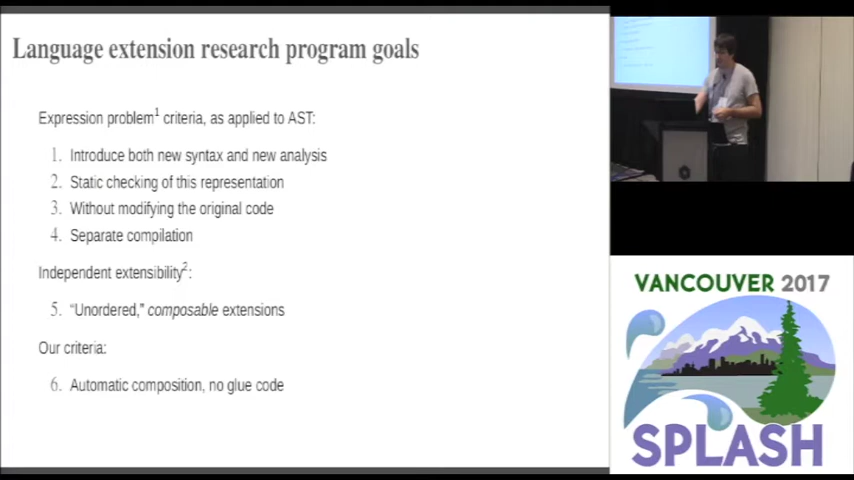 Language extension research program goals
Expression problem1 criteria, as applied to AST:
1. Introduce both new syntax and new analysis
2. Static checking of this representation
3. Without modifying the original code
4. Separate compilation
Independent extensibility2:
5. “Unordered,” composable extensions
Our criteria:
6. Automatic composition, no glue code
VANCOUVER 2017
SPLASH